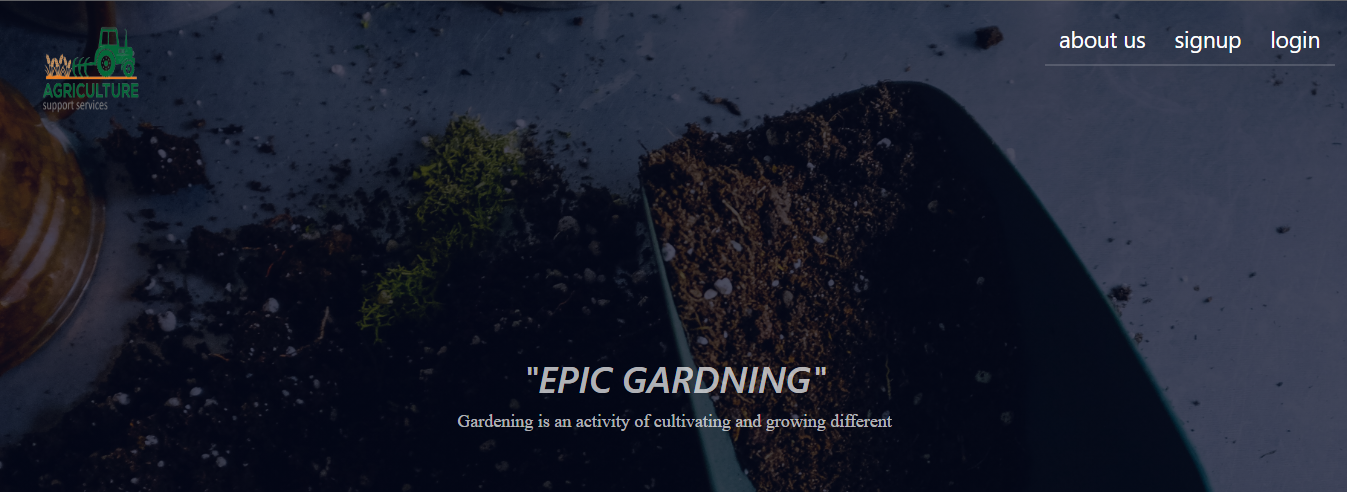 about us signup login
AGRICULTURE
support services
"EPIC GARDNING"
Gardening is an activity of cultivating and growing different